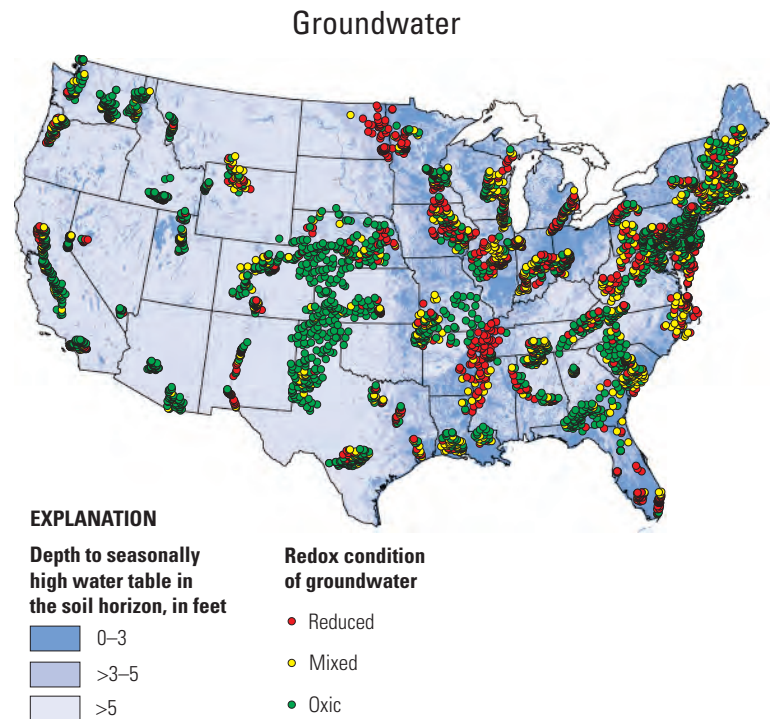 Groundwater
EXPLANATION
Depth to seasonally
high water table in
the soil horizon, in feet
0–3
>3–5
>5
Redox condition
of groundwater
Reduced
Mixed
Oxic